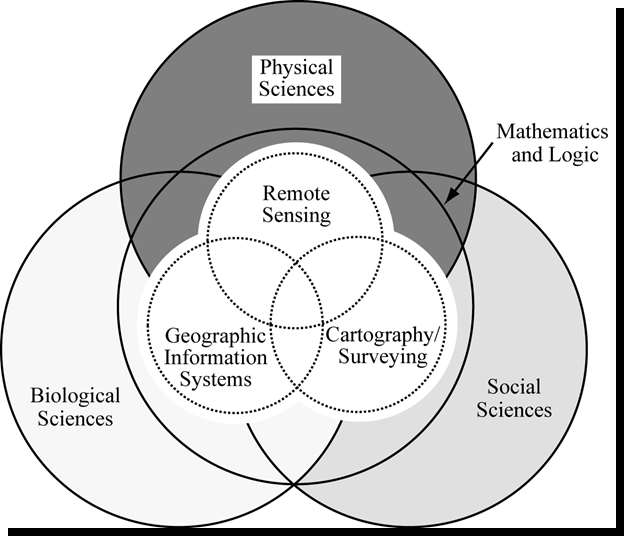 Physical
Sciences
Mathematics
and Logic
Remote
Sensing
Geographic
Information
Systems
Cartography/
Surveying
Biological
Sciences
Social
Sciences